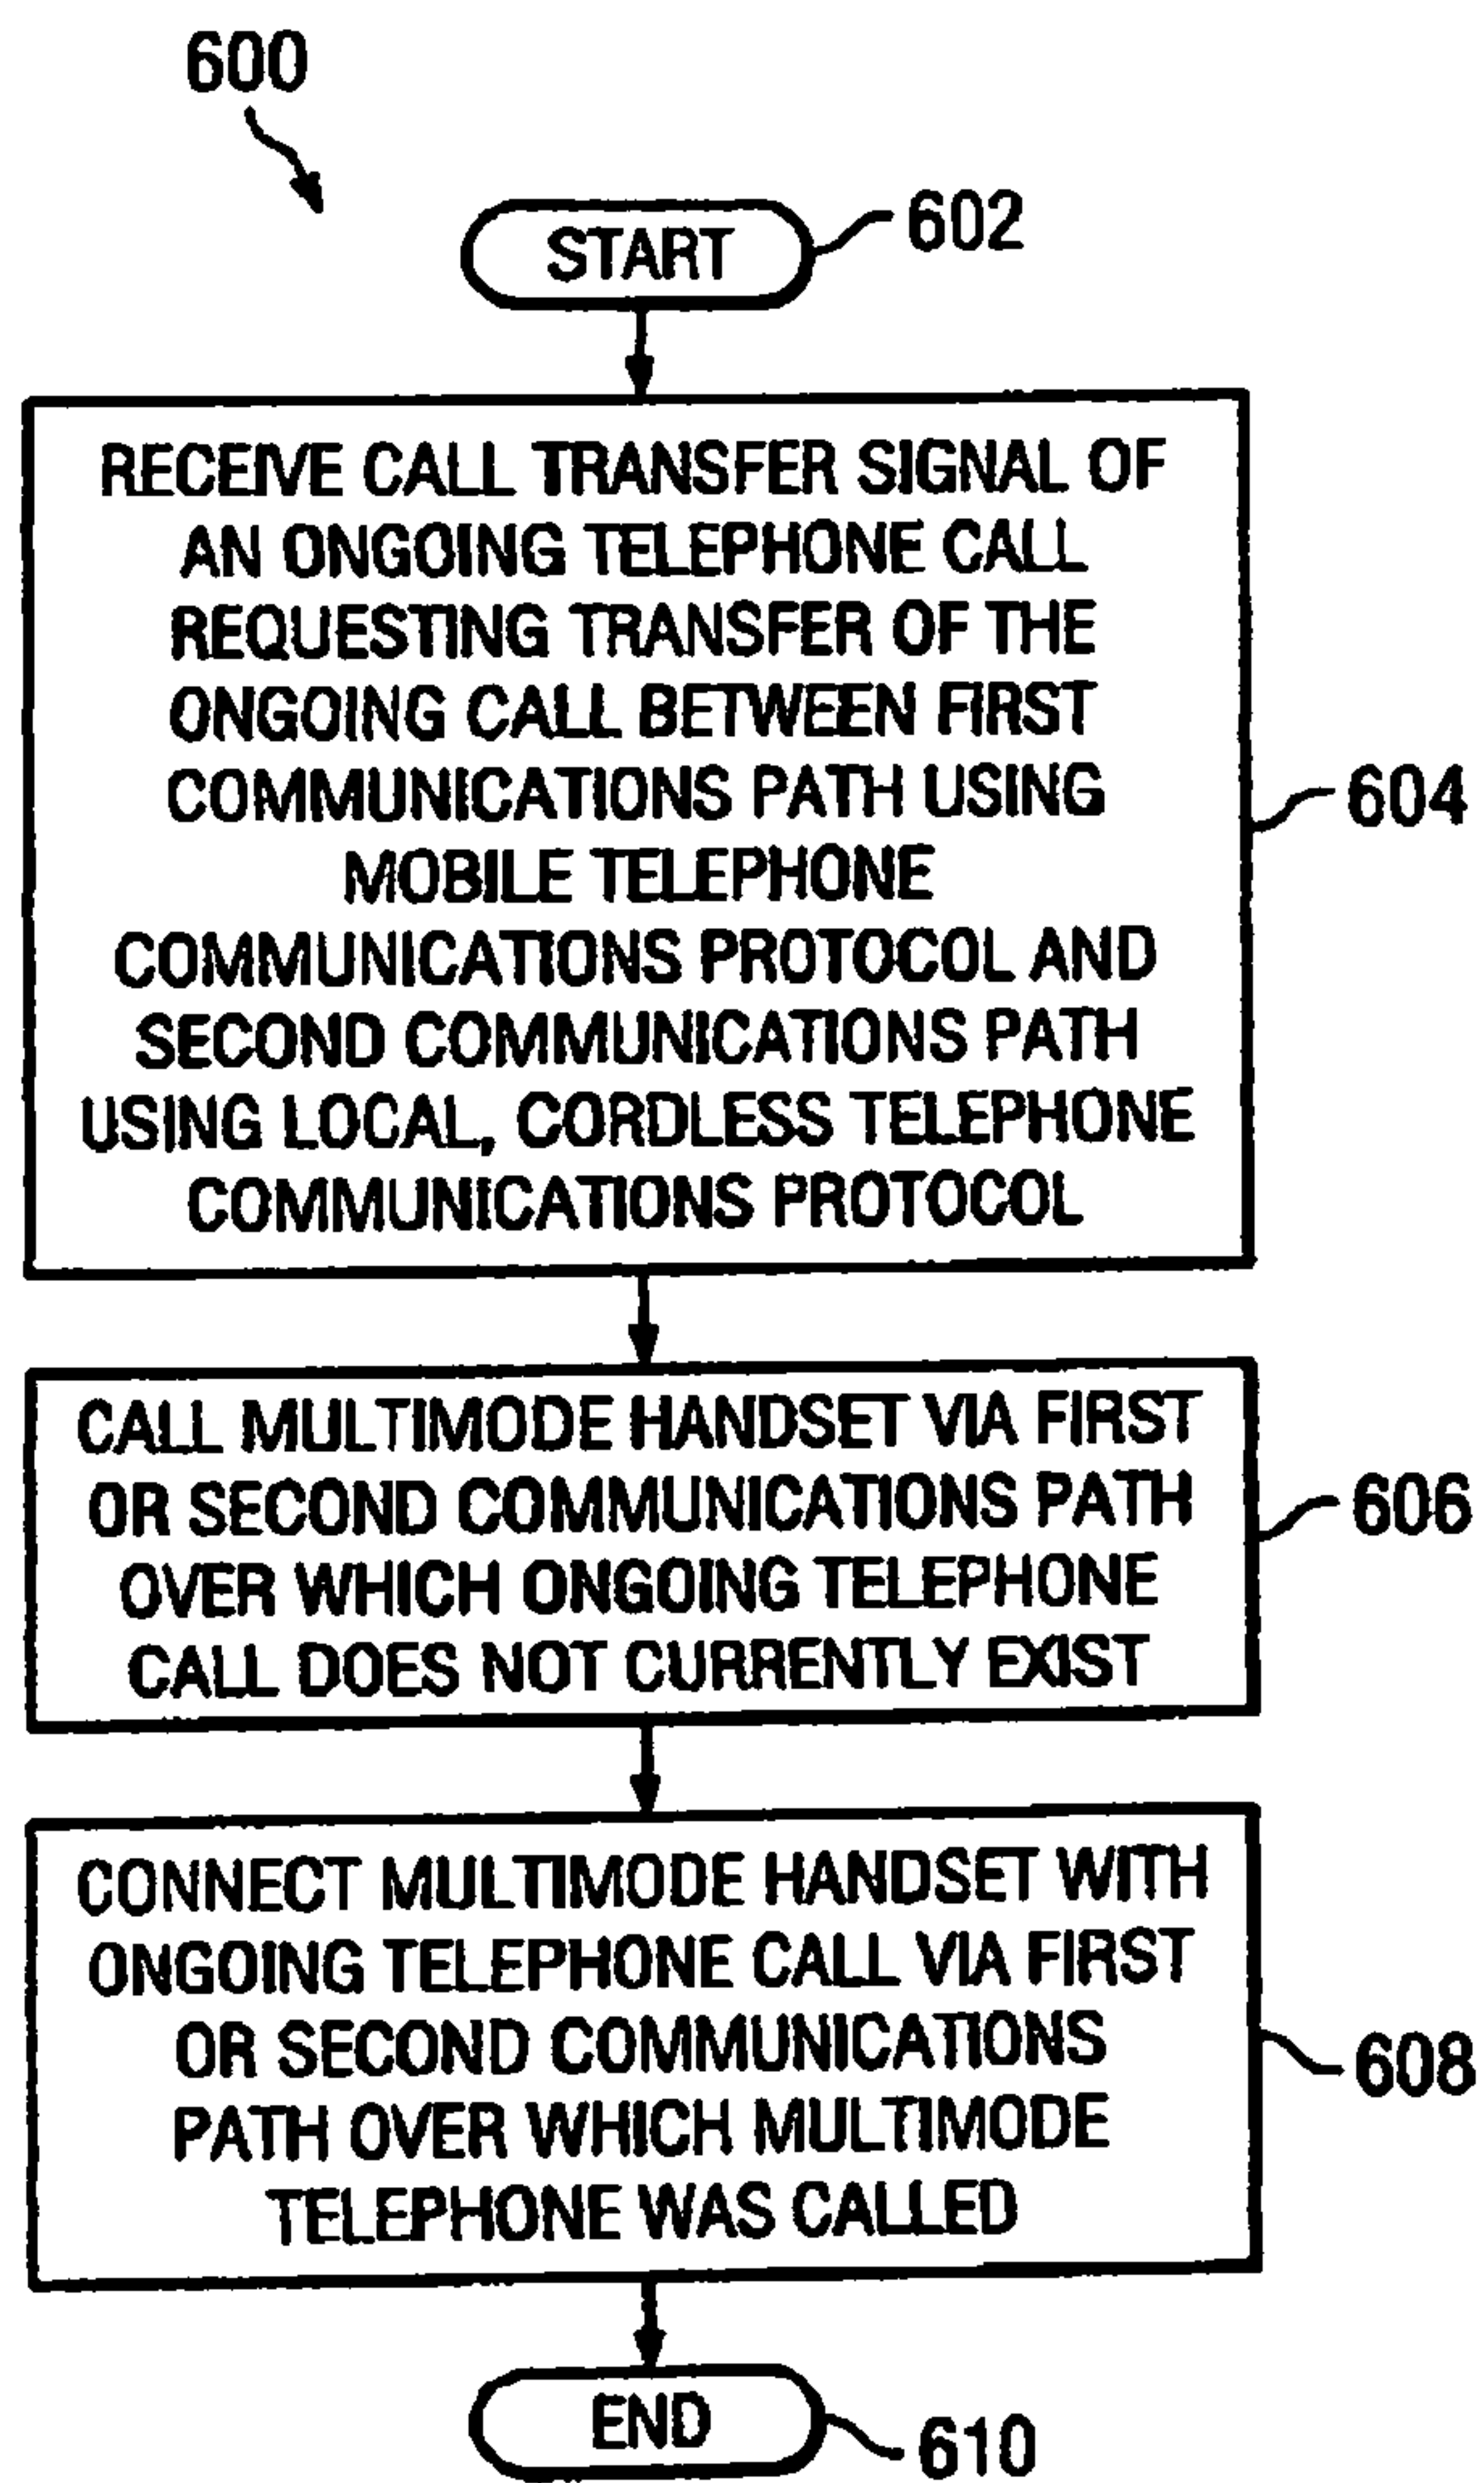 600
START
602
RECEIVE CALL TRANSFER SIGNAL OF
AN ONGOING TELEPHONE CALL
REQUESTING TRANSFER OF THE
ONGOING CALL BETWEEN FIRST
COMMUNICATIONS PATH USING
MOBILE TELEPHONE
COMMUNICATIONS PROTOCOL AND
SECOND COMMUNICATIONS PATH
USING LOCAL, CORDLESS TELEPHONE
COMMUNICATIONS PROTOCOL
604
CALL MULTIMODE HANDSET VIA FIRST
OR SECOND COMMUNICATIONS PATH
OVER WHICH ONGOING TELEPHONE
CALL DOES NOT CURRENTLY EXIST
606
CONNECT MULTIMODE HANDSET WITH
ONGOING TELEPHONE CALL VIA FIRST
OR SECOND COMMUNICATIONS
PATH OVER WHICH MULTIMODE
TELEPHONE WAS CALLED
608
END
610